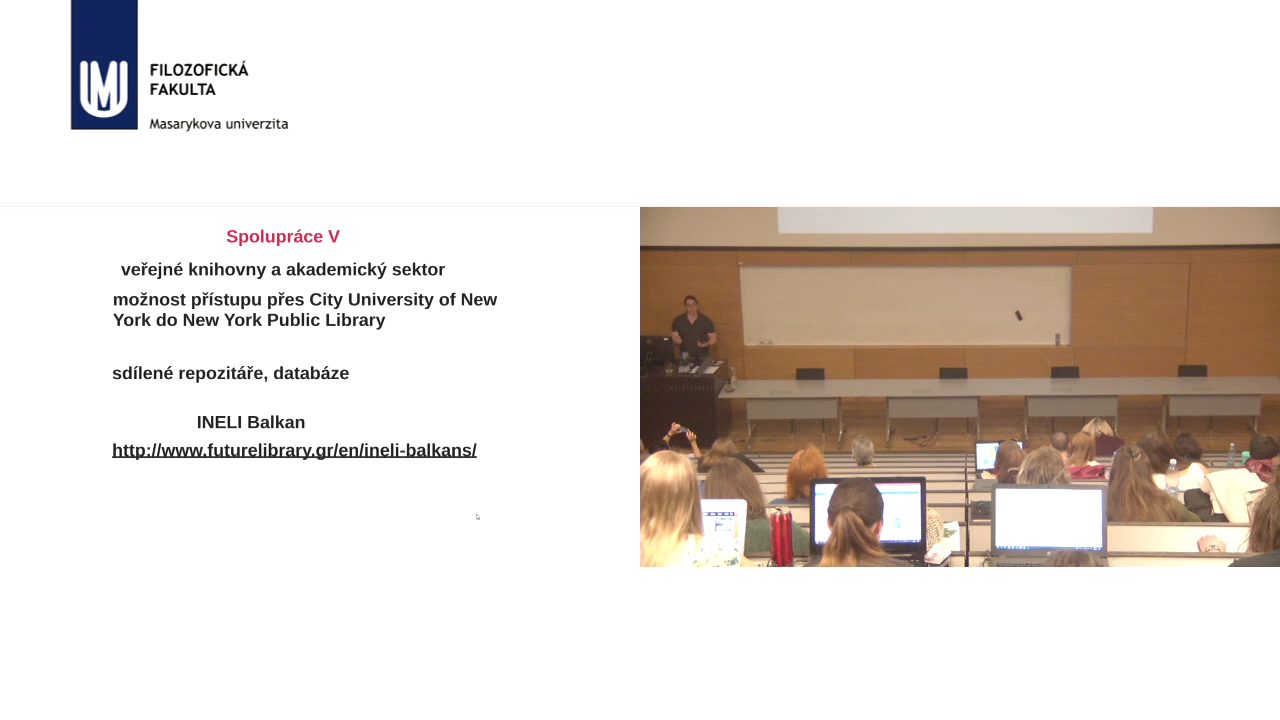 FILOZOFICKÁ
FAKULTA
Masarykova univerzita
Spolupráce V
veřejné knihovny a akademický sektor
možnost přístupu přes City University of New
York do New York Public Library
sdílené repozitáře, databáze
INELI Balkan
http://www.futurelibrary.gr/en/ineli-balkans/